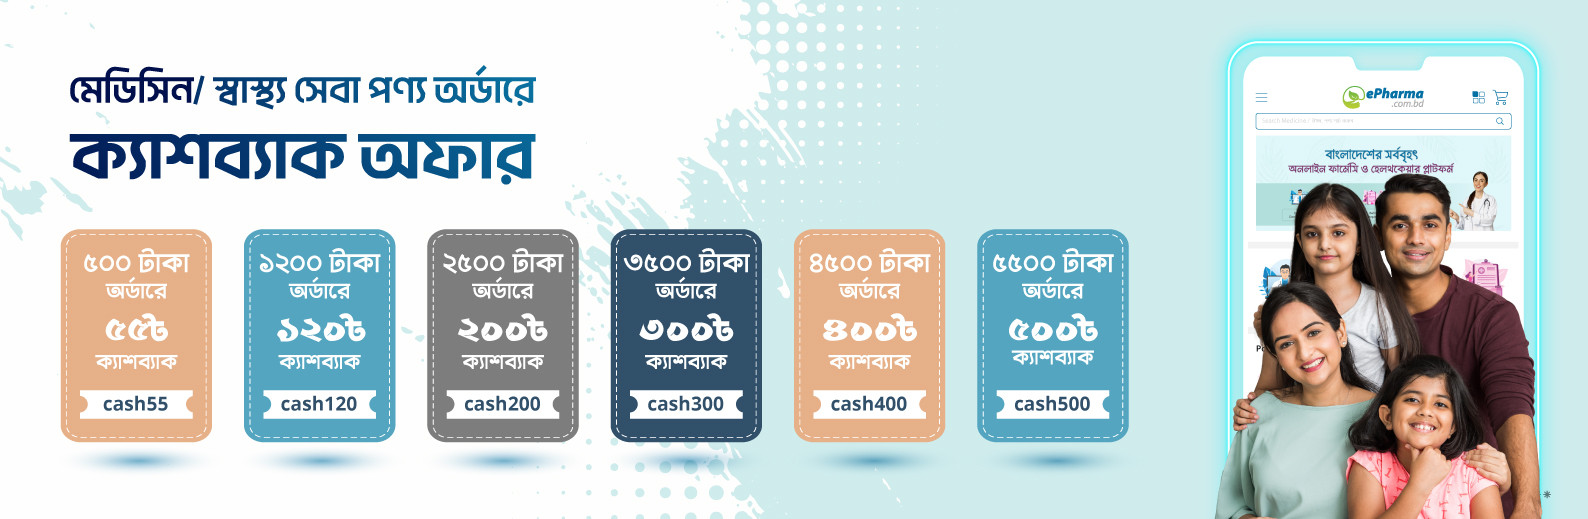 মেডিসিন/ স্বাস্থ্য সেবা পণ্য অর্ডারে
ক্যাশব্যাক অফার
৫০০ টাকা
অর্ডারে
৫৫৳
ক্যাশব্যাক
cash55
১২০০ টাকা
অর্ডারে
১২০৳
ক্যাশব্যাক
cash120
২৫০০ টাকা
অর্ডারে
২০০৳
ক্যাশব্যাক
cash200
৩৫০০ টাকা
অর্ডারে
৩০০৳
ক্যাশব্যাক
cash300
৪৫০০ টাকা
অর্ডারে
৪০০৳
ক্যাশব্যাক
cash400
৫৫০০ টাকা
অর্ডারে
৫০০৳
ক্যাশব্যাক
cash500
ePharma
.com.bd
Search Medicine /
বাংলাদেশের সর্ববৃহৎ
অনলাইন ফার্মেসি ও হেলথকেয়ার প্লাটফর্ম
*